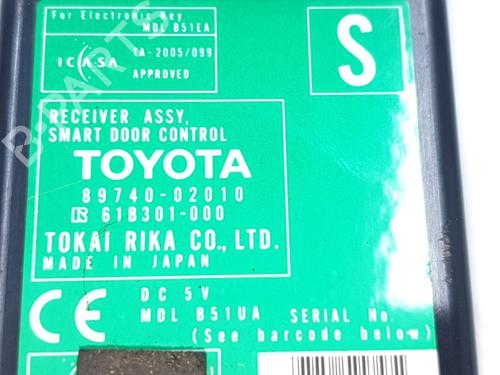 For Electronic Key
MDL B51EA
ICASA
TA-2005/099
APPROVED
S
RECEIVER ASSY,
SMART DOOR CONTROL
TOYOTA
89740-02010
61B301-000
TOKAI RIKA CO., LTD.
MADE IN JAPAN
CE
DC 5V
MDL B51UA
SERIAL No.
(See barcode below)
B-PARTS